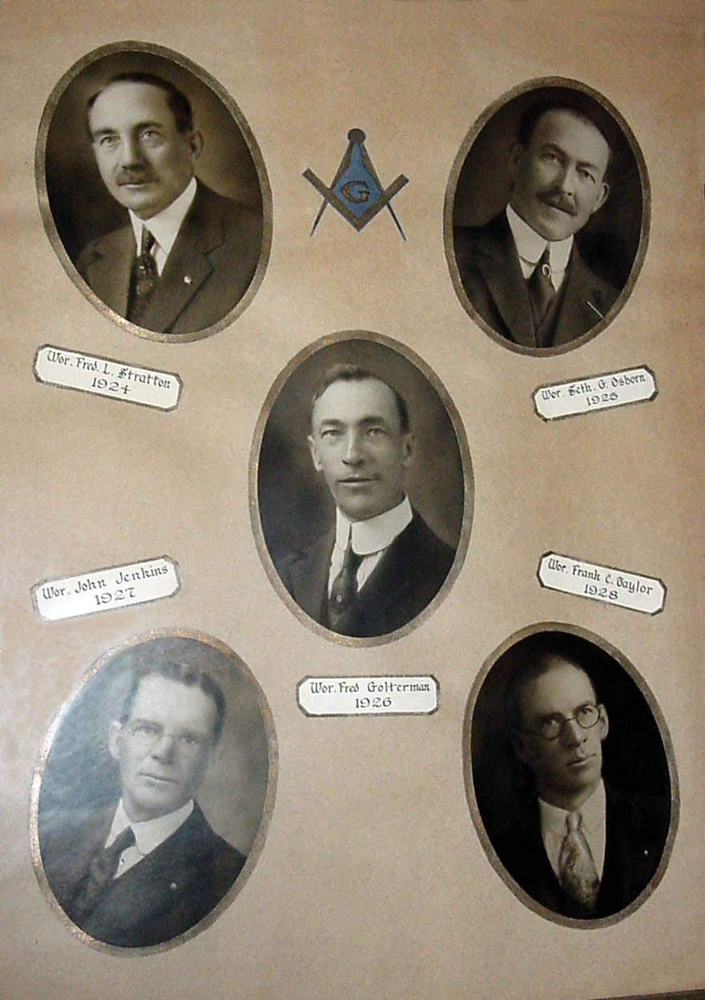 G
Wor. Fred. L. Stratton
1924
Wor. Seth. G. Osborn
1925
Wor. John Jenkins
1927
Wor. Frank C. Taylor
1928
Wor. Fred Golterman
1926